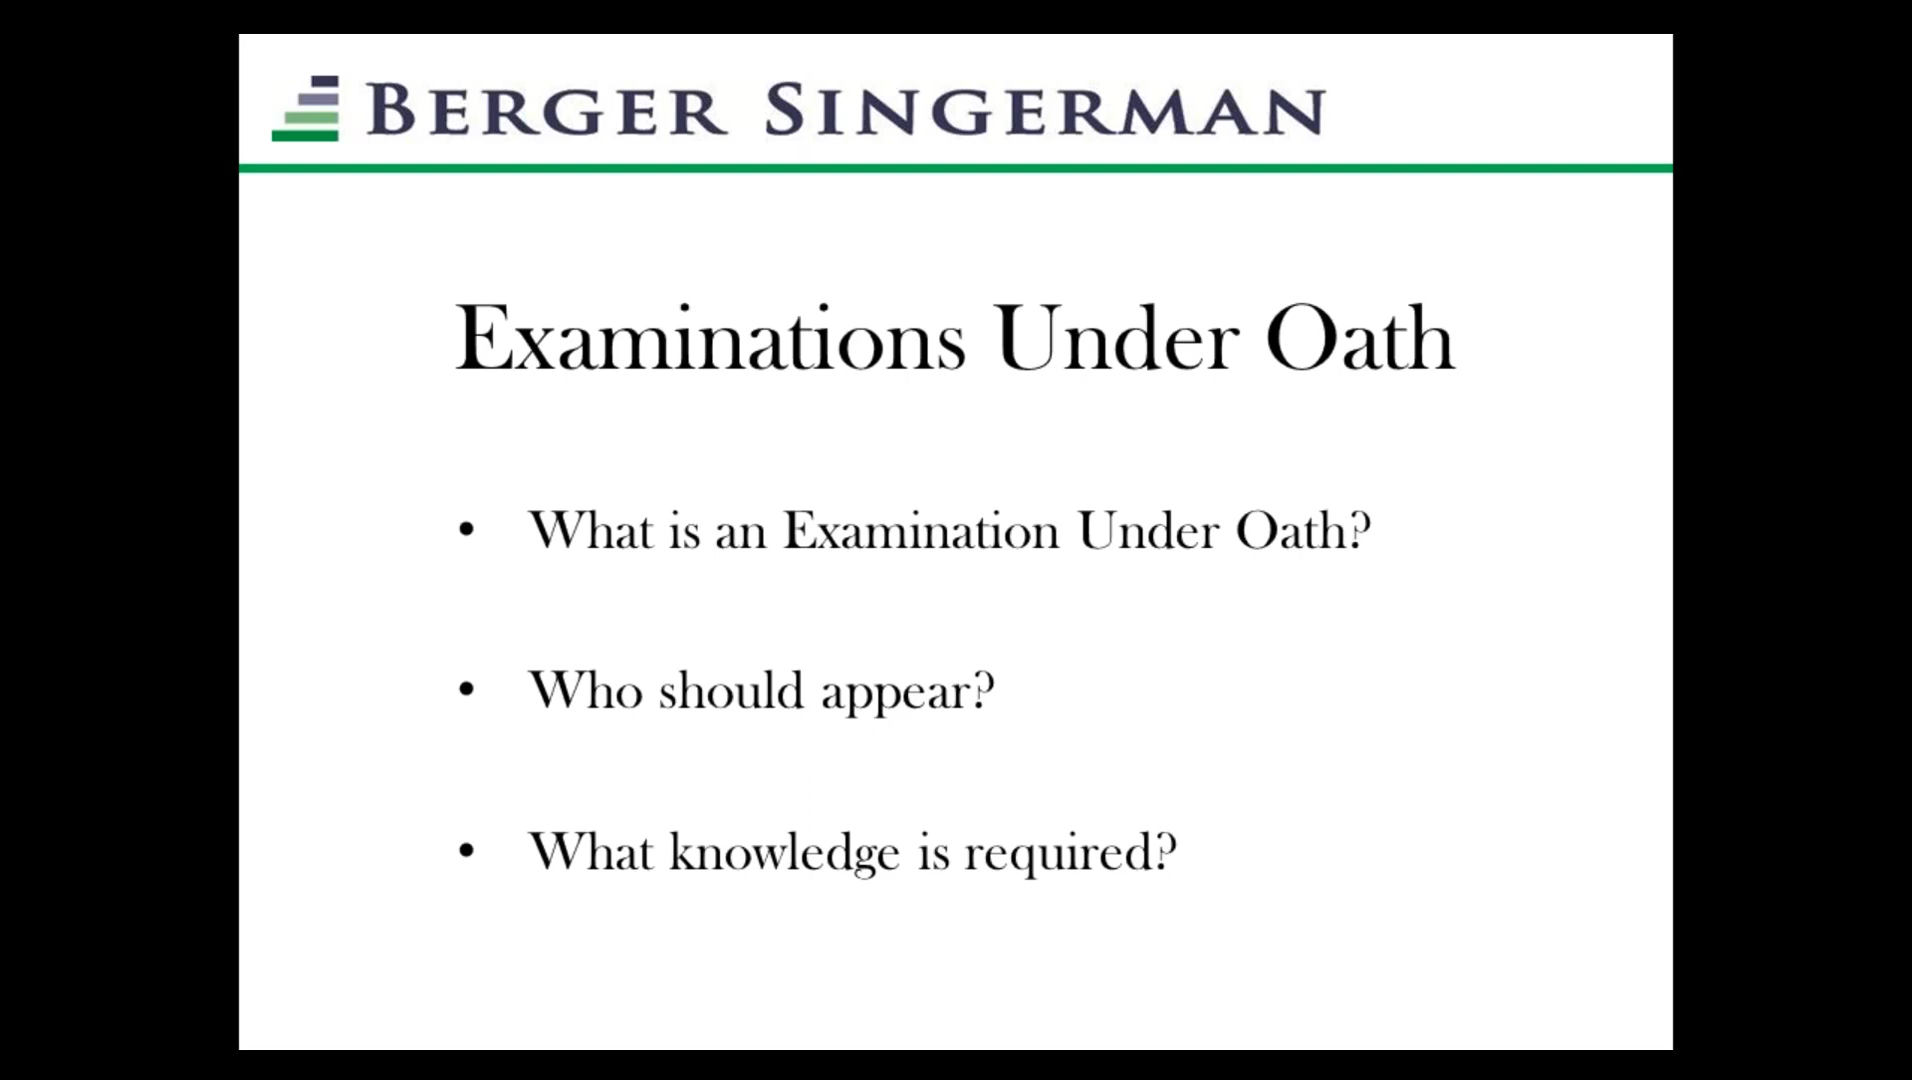 BERGER SINGERMAN
Examinations Under Oath
• What is an Examination Under Oath?
• Who should appear?
• What knowledge is required?